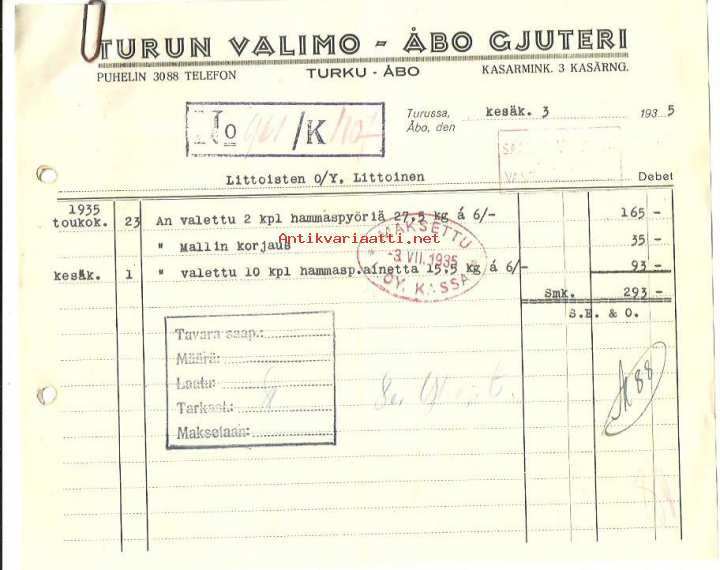 TURUN VALIMO - ÅBO GJUTERI
PUHELIN 3088 TELEFON TURKU - ÅBO KASARMINK. 3 KASÄRNG.
No 961/K
Turussa, kesäk. 3 1935
Åbo, den
Littoisten O/Y, Littoinen Debet
1935
toukok. 23 An valettu 2 kpl hammaspyöriä 27,5 kg á 6/- 165 -
" Mallin korjaus 35 -
Antikvariaatti.net
kesäk. 1 " valettu 10 kpl hammasp.ainetta 15,5 kg á 6/- 93 -
Smk. 293 -
S.E. & O.
* MAKSETTU *
-3.VII.1935
OY. KASSA
Tavara saap.:
Määrä:
Laatu:
Tarkast.:
Maksetaan:
88